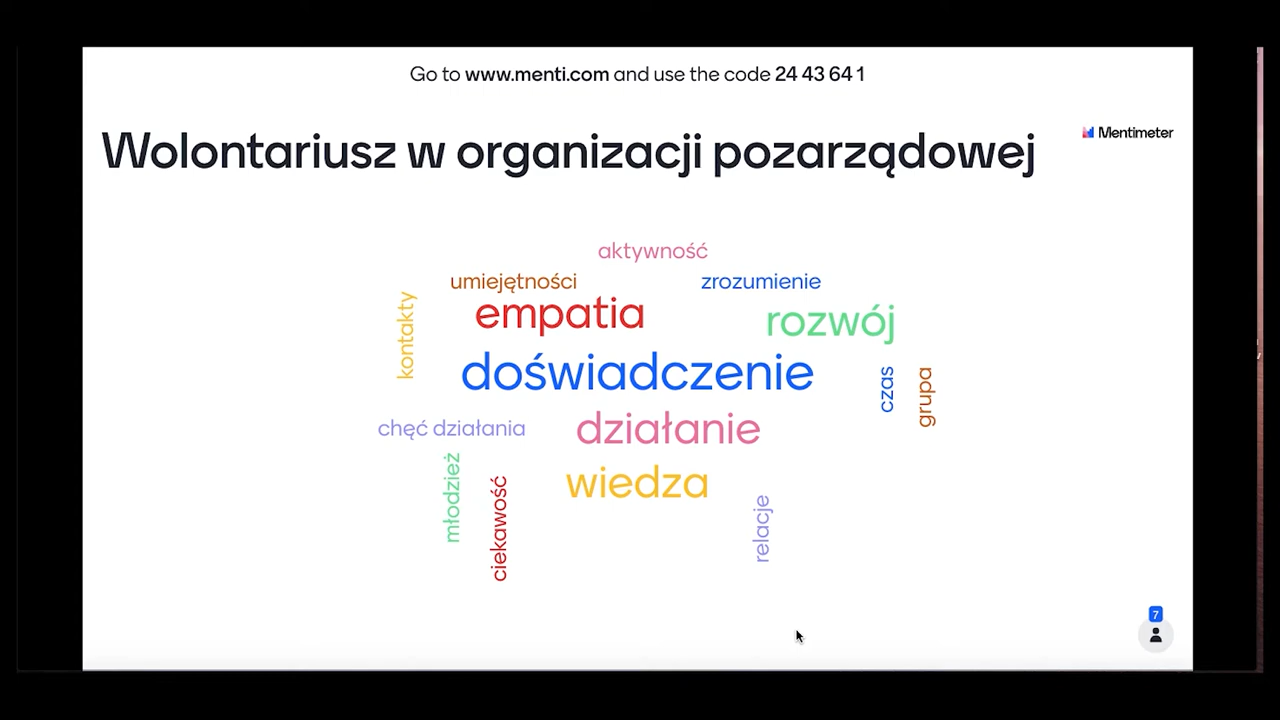 Go to www.menti.com and use the code 24 43 64 1
Mentimeter
Wolontariusz w organizacji pozarządowej
aktywność
umiejętności
zrozumienie
kontakty
empatia
rozwój
doświadczenie
czas
grupa
chęć działania
działanie
młodzież
ciekawość
wiedza
relacje
7